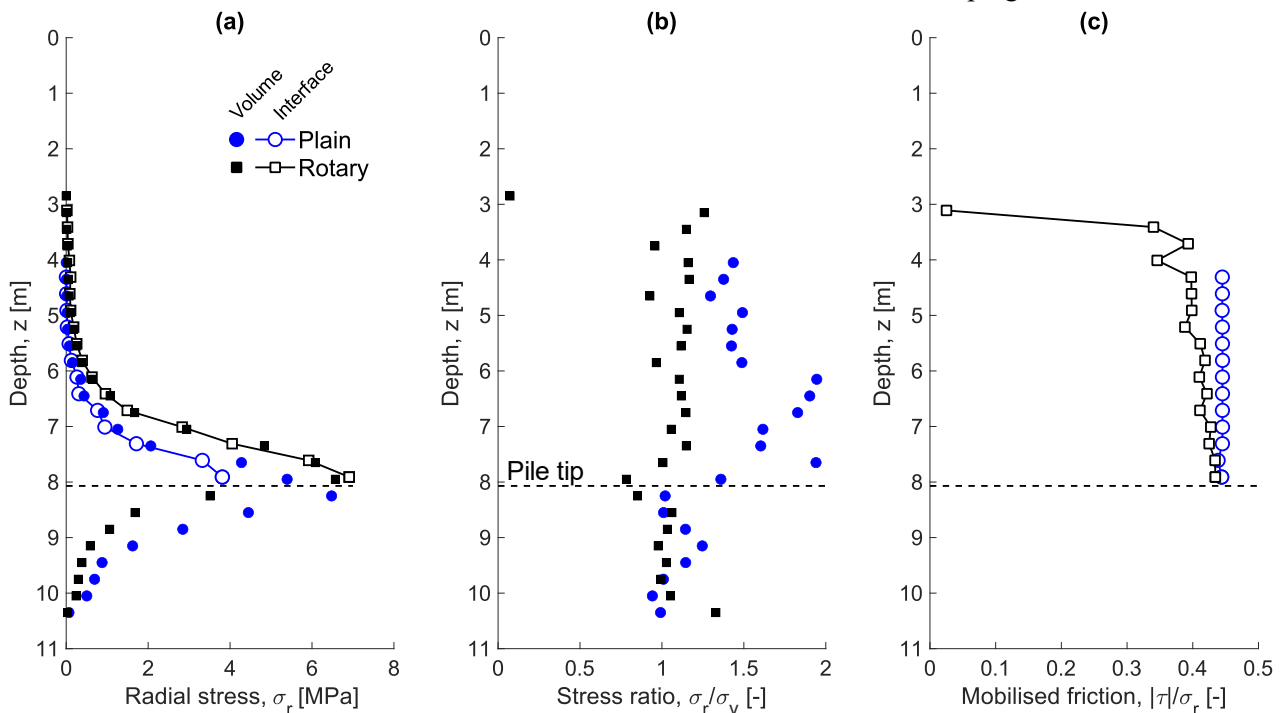 (a)
0
1
2
3
4
5
6
7
8
9
10
11
Depth, z [m]
Volume
Interface
Plain
Rotary
0 2 4 6 8
Radial stress, σr [MPa]
(b)
0
1
2
3
4
5
6
7
8
9
10
11
Depth, z [m]
Pile tip
0 0.5 1 1.5 2
Stress ratio, σr/σv [-]
(c)
0
1
2
3
4
5
6
7
8
9
10
11
Depth, z [m]
0 0.1 0.2 0.3 0.4 0.5
Mobilised friction, |τ|/σr [-]